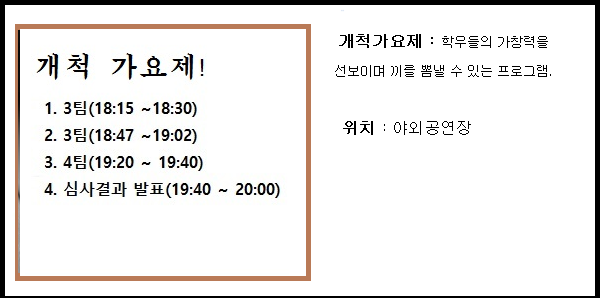 개척 가요제!
1. 3팀(18:15 ~18:30)
2. 3팀(18:47 ~19:02)
3. 4팀(19:20 ~ 19:40)
4. 심사결과 발표(19:40 ~ 20:00)
개척가요제 : 학우들의 가창력을
선보이며 끼를 뽐낼 수 있는 프로그램.
위치 : 야외공연장